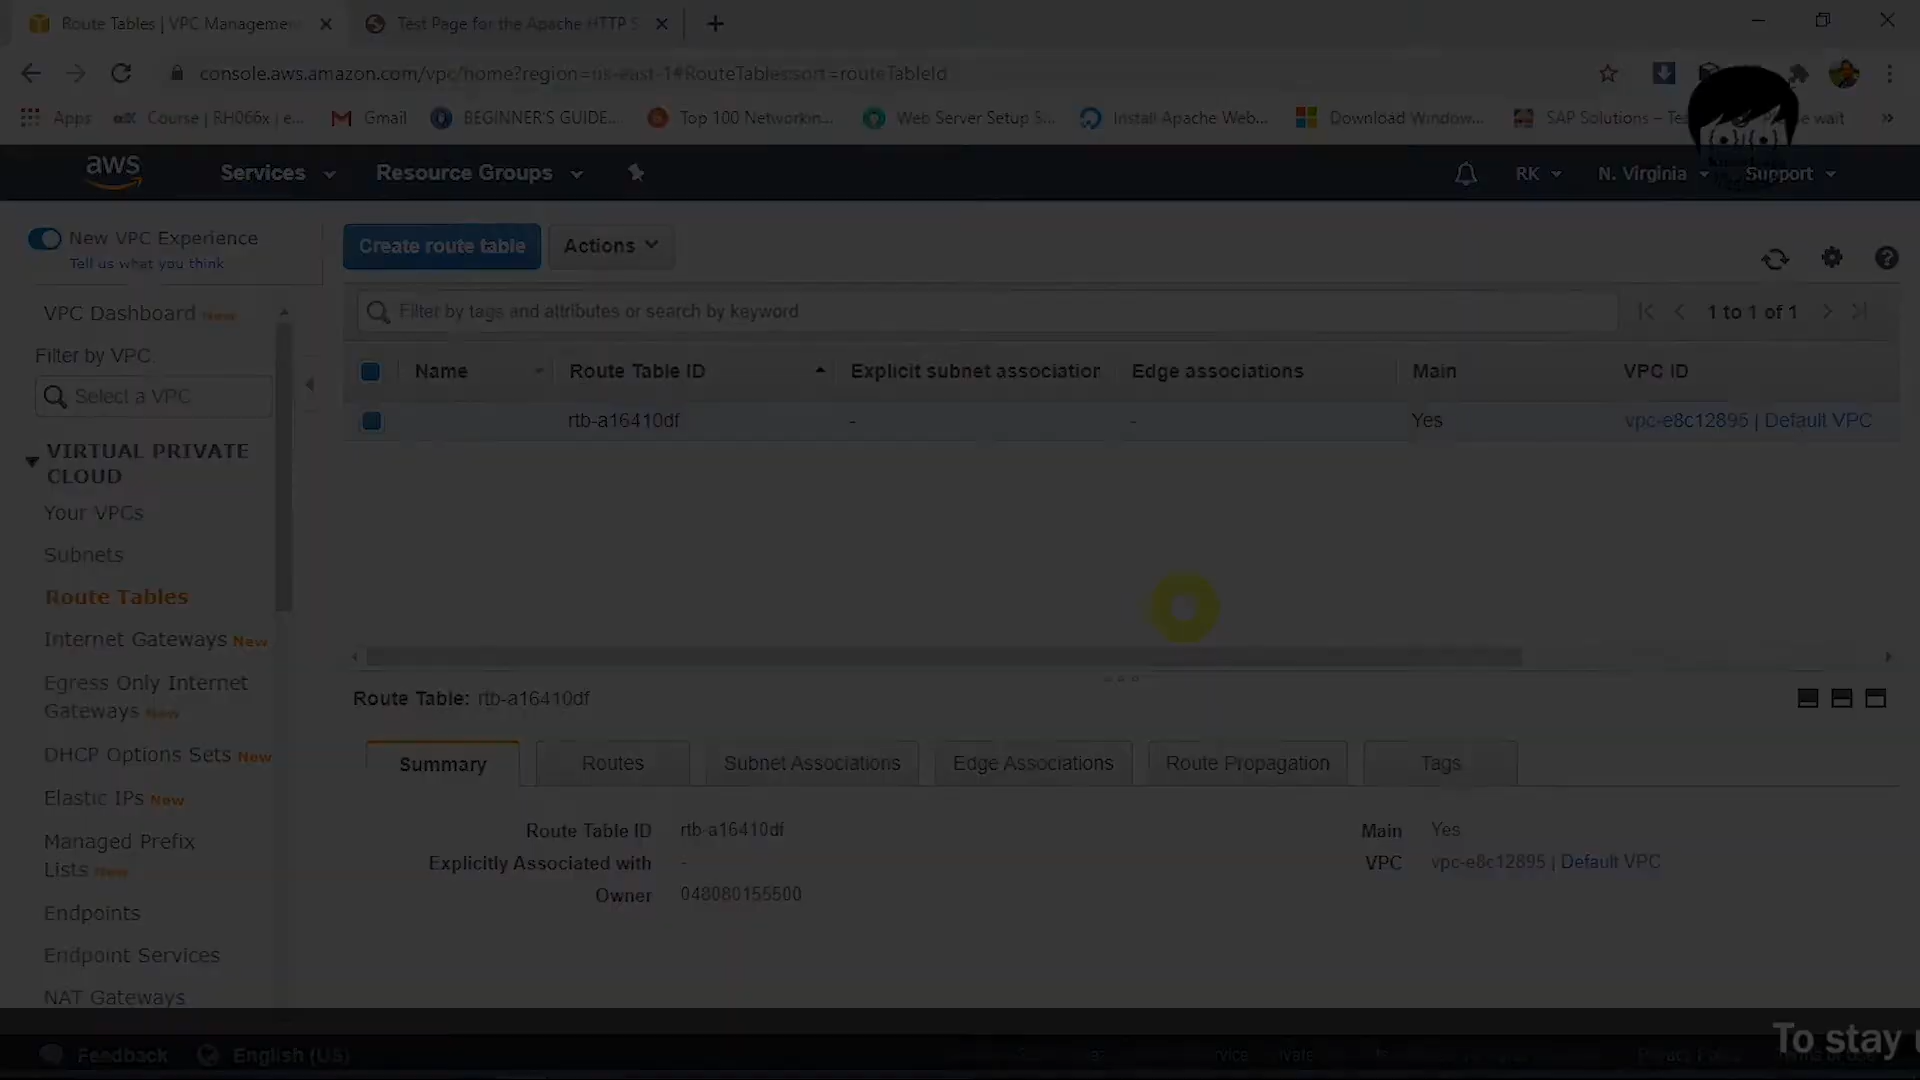 Route Tables | VPC Manageme
Test Page for the Apache HTTP S
console.aws.amazon.com/vpc/home?region=us-east-1#RouteTables:sort=routeTableId
Apps
Course | RH066x | e...
Gmail
BEGINNER'S GUIDE...
Top 100 Networkin...
Web Server Setup S...
Install Apache Web...
Download Window...
SAP Solutions – Te
wait
»
aws
Services
Resource Groups
RK
N. Virginia
Support
New VPC Experience
Tell us what you think
Create route table
Actions
VPC Dashboard New
Filter by tags and attributes or search by keyword
1 to 1 of 1
Filter by VPC:
Select a VPC
Name
Route Table ID
Explicit subnet association
Edge associations
Main
VPC ID
rtb-a16410df
-
-
Yes
vpc-e8c12895 | Default VPC
VIRTUAL PRIVATE
CLOUD
Your VPCs
Subnets
Route Tables
Internet Gateways New
Egress Only Internet
Gateways New
DHCP Options Sets New
Elastic IPs New
Managed Prefix
Lists New
Endpoints
Endpoint Services
NAT Gateways
Route Table: rtb-a16410df
Summary
Routes
Subnet Associations
Edge Associations
Route Propagation
Tags
Route Table ID rtb-a16410df
Main Yes
Explicitly Associated with -
VPC vpc-e8c12895 | Default VPC
Owner 048080155500
Feedback
English (US)
To stay